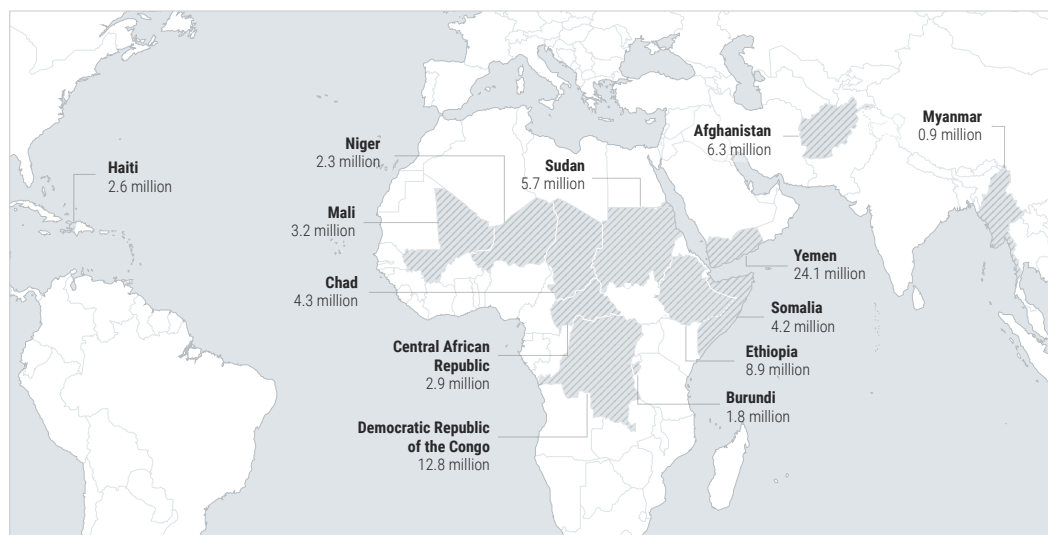 Haiti
2.6 million
Niger
2.3 million
Mali
3.2 million
Chad
4.3 million
Central African
Republic
2.9 million
Democratic Republic
of the Congo
12.8 million
Sudan
5.7 million
Afghanistan
6.3 million
Myanmar
0.9 million
Yemen
24.1 million
Somalia
4.2 million
Ethiopia
8.9 million
Burundi
1.8 million